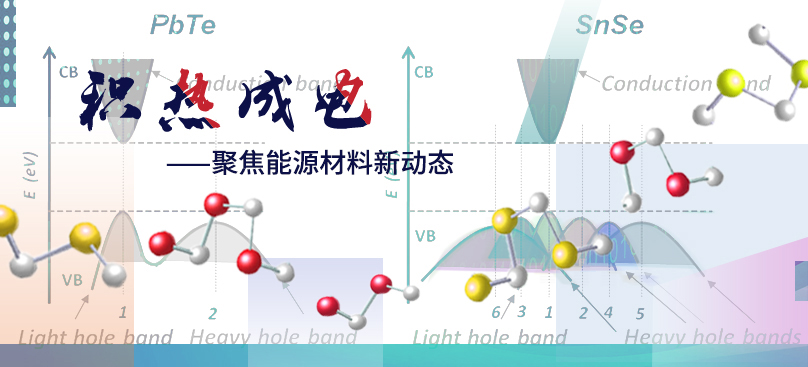 PbTe
SnSe
CB
Conduction band
CB
Conduction band
积热成电
——聚焦能源材料新动态
E (eV)
E (eV)
VB
VB
1
2
6 3 1 2 4 5
Light hole band
Heavy hole band
Light hole band
Heavy hole bands